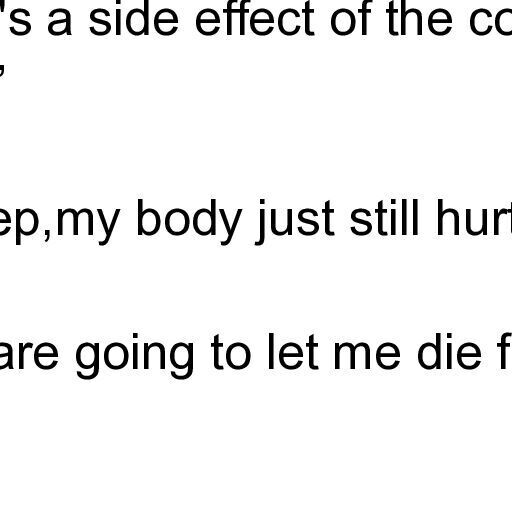 's a side effect of the co
,
ep,my body just still hurt
are going to let me die f